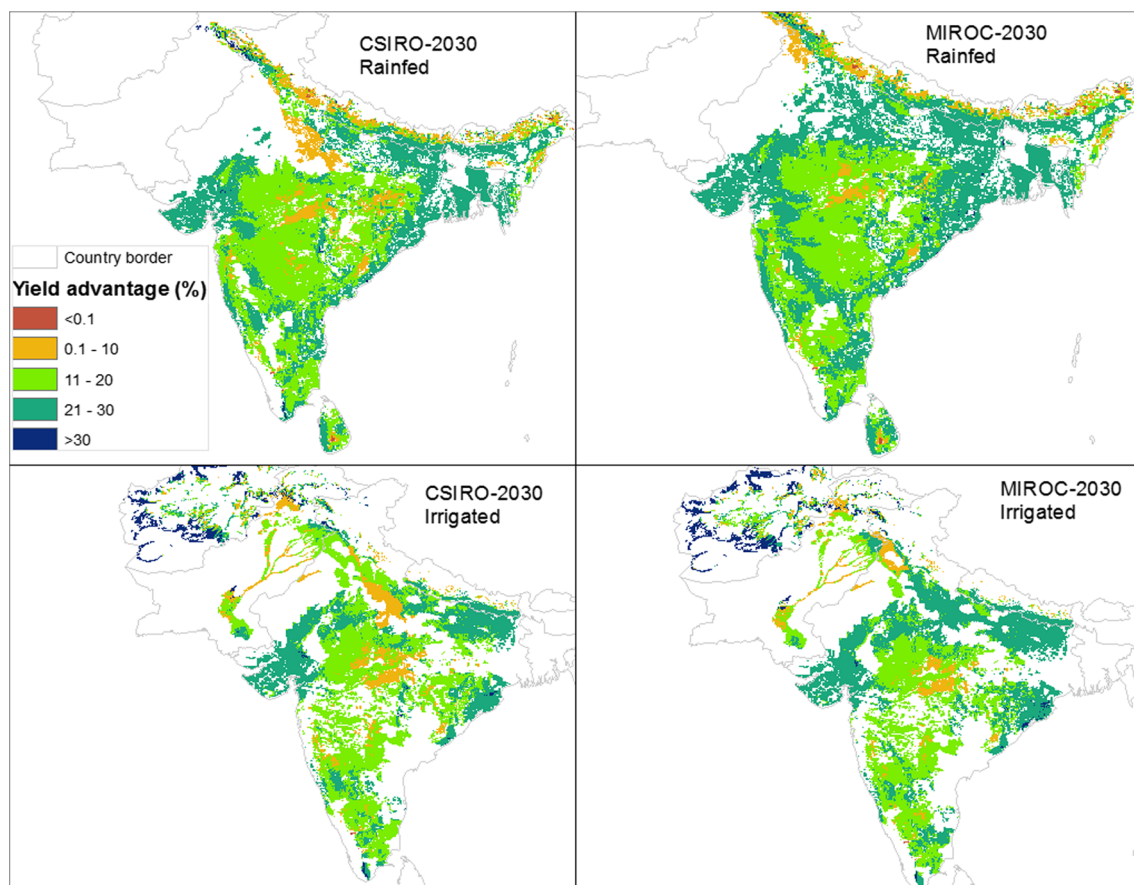 CSIRO-2030
Rainfed
MIROC-2030
Rainfed
Country border
Yield advantage (%)
<0.1
0.1 - 10
11 - 20
21 - 30
>30
CSIRO-2030
Irrigated
MIROC-2030
Irrigated